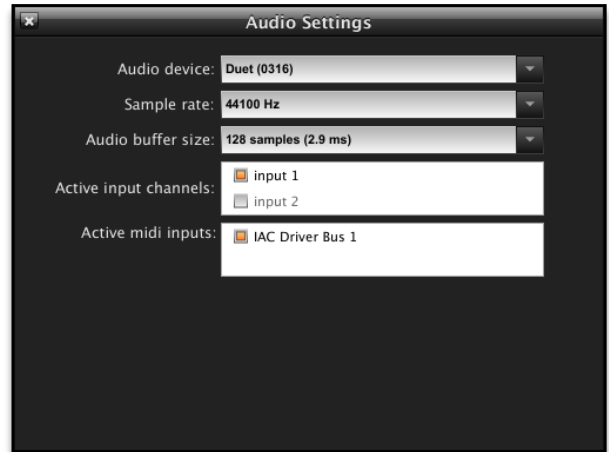 Audio Settings
Audio device: Duet (0316)
Sample rate: 44100 Hz
Audio buffer size: 128 samples (2.9 ms)
Active input channels: input 1
input 2
Active midi inputs: IAC Driver Bus 1